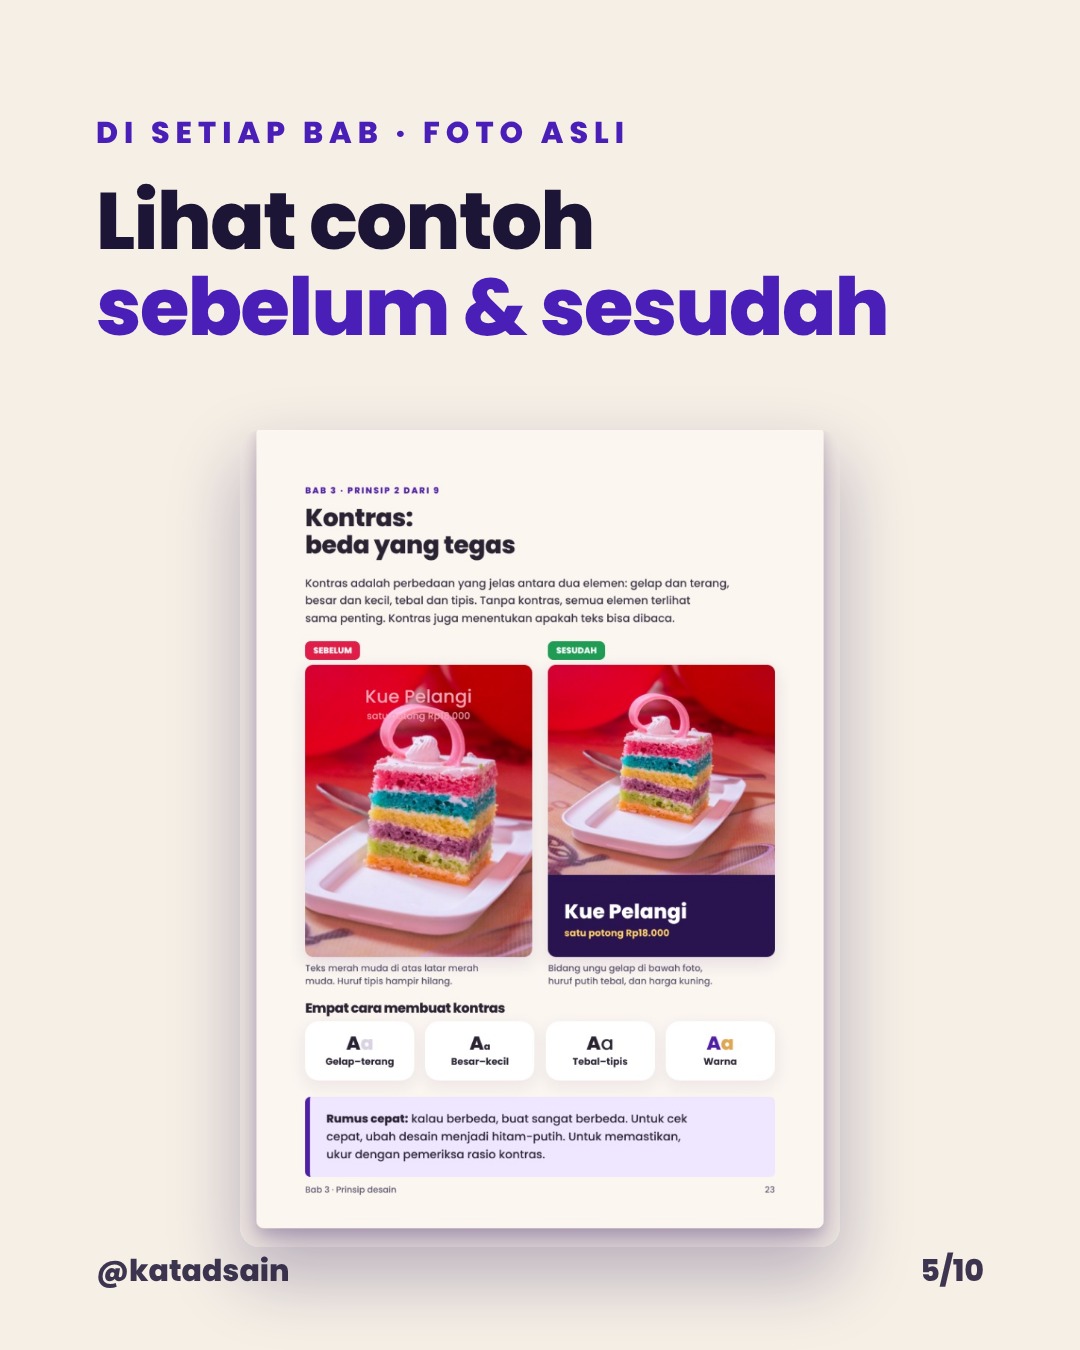 DI SETIAP BAB · FOTO ASLI
Lihat contoh
sebelum & sesudah
BAB 3 · PRINSIP 2 DARI 9
Kontras:
beda yang tegas
Kontras adalah perbedaan yang jelas antara dua elemen: gelap dan terang,
besar dan kecil, tebal dan tipis. Tanpa kontras, semua elemen terlihat
sama penting. Kontras juga menentukan apakah teks bisa dibaca.
SEBELUM
Kue Pelangi
Teks merah muda di atas latar merah
muda. Huruf tipis hampir hilang.
SESUDAH
Kue Pelangi
satu potong Rp18.000
Bidang ungu gelap di bawah foto,
huruf putih tebal, dan harga kuning.
Empat cara membuat kontras
Aa
Gelap–terang
Aa
Besar–kecil
Aa
Tebal–tipis
Aa
Warna
Rumus cepat: kalau berbeda, buat sangat berbeda. Untuk cek
cepat, ubah desain menjadi hitam-putih. Untuk memastikan,
ukur dengan pemeriksa rasio kontras.
Bab 3 · Prinsip desain 23
@katadsain 5/10